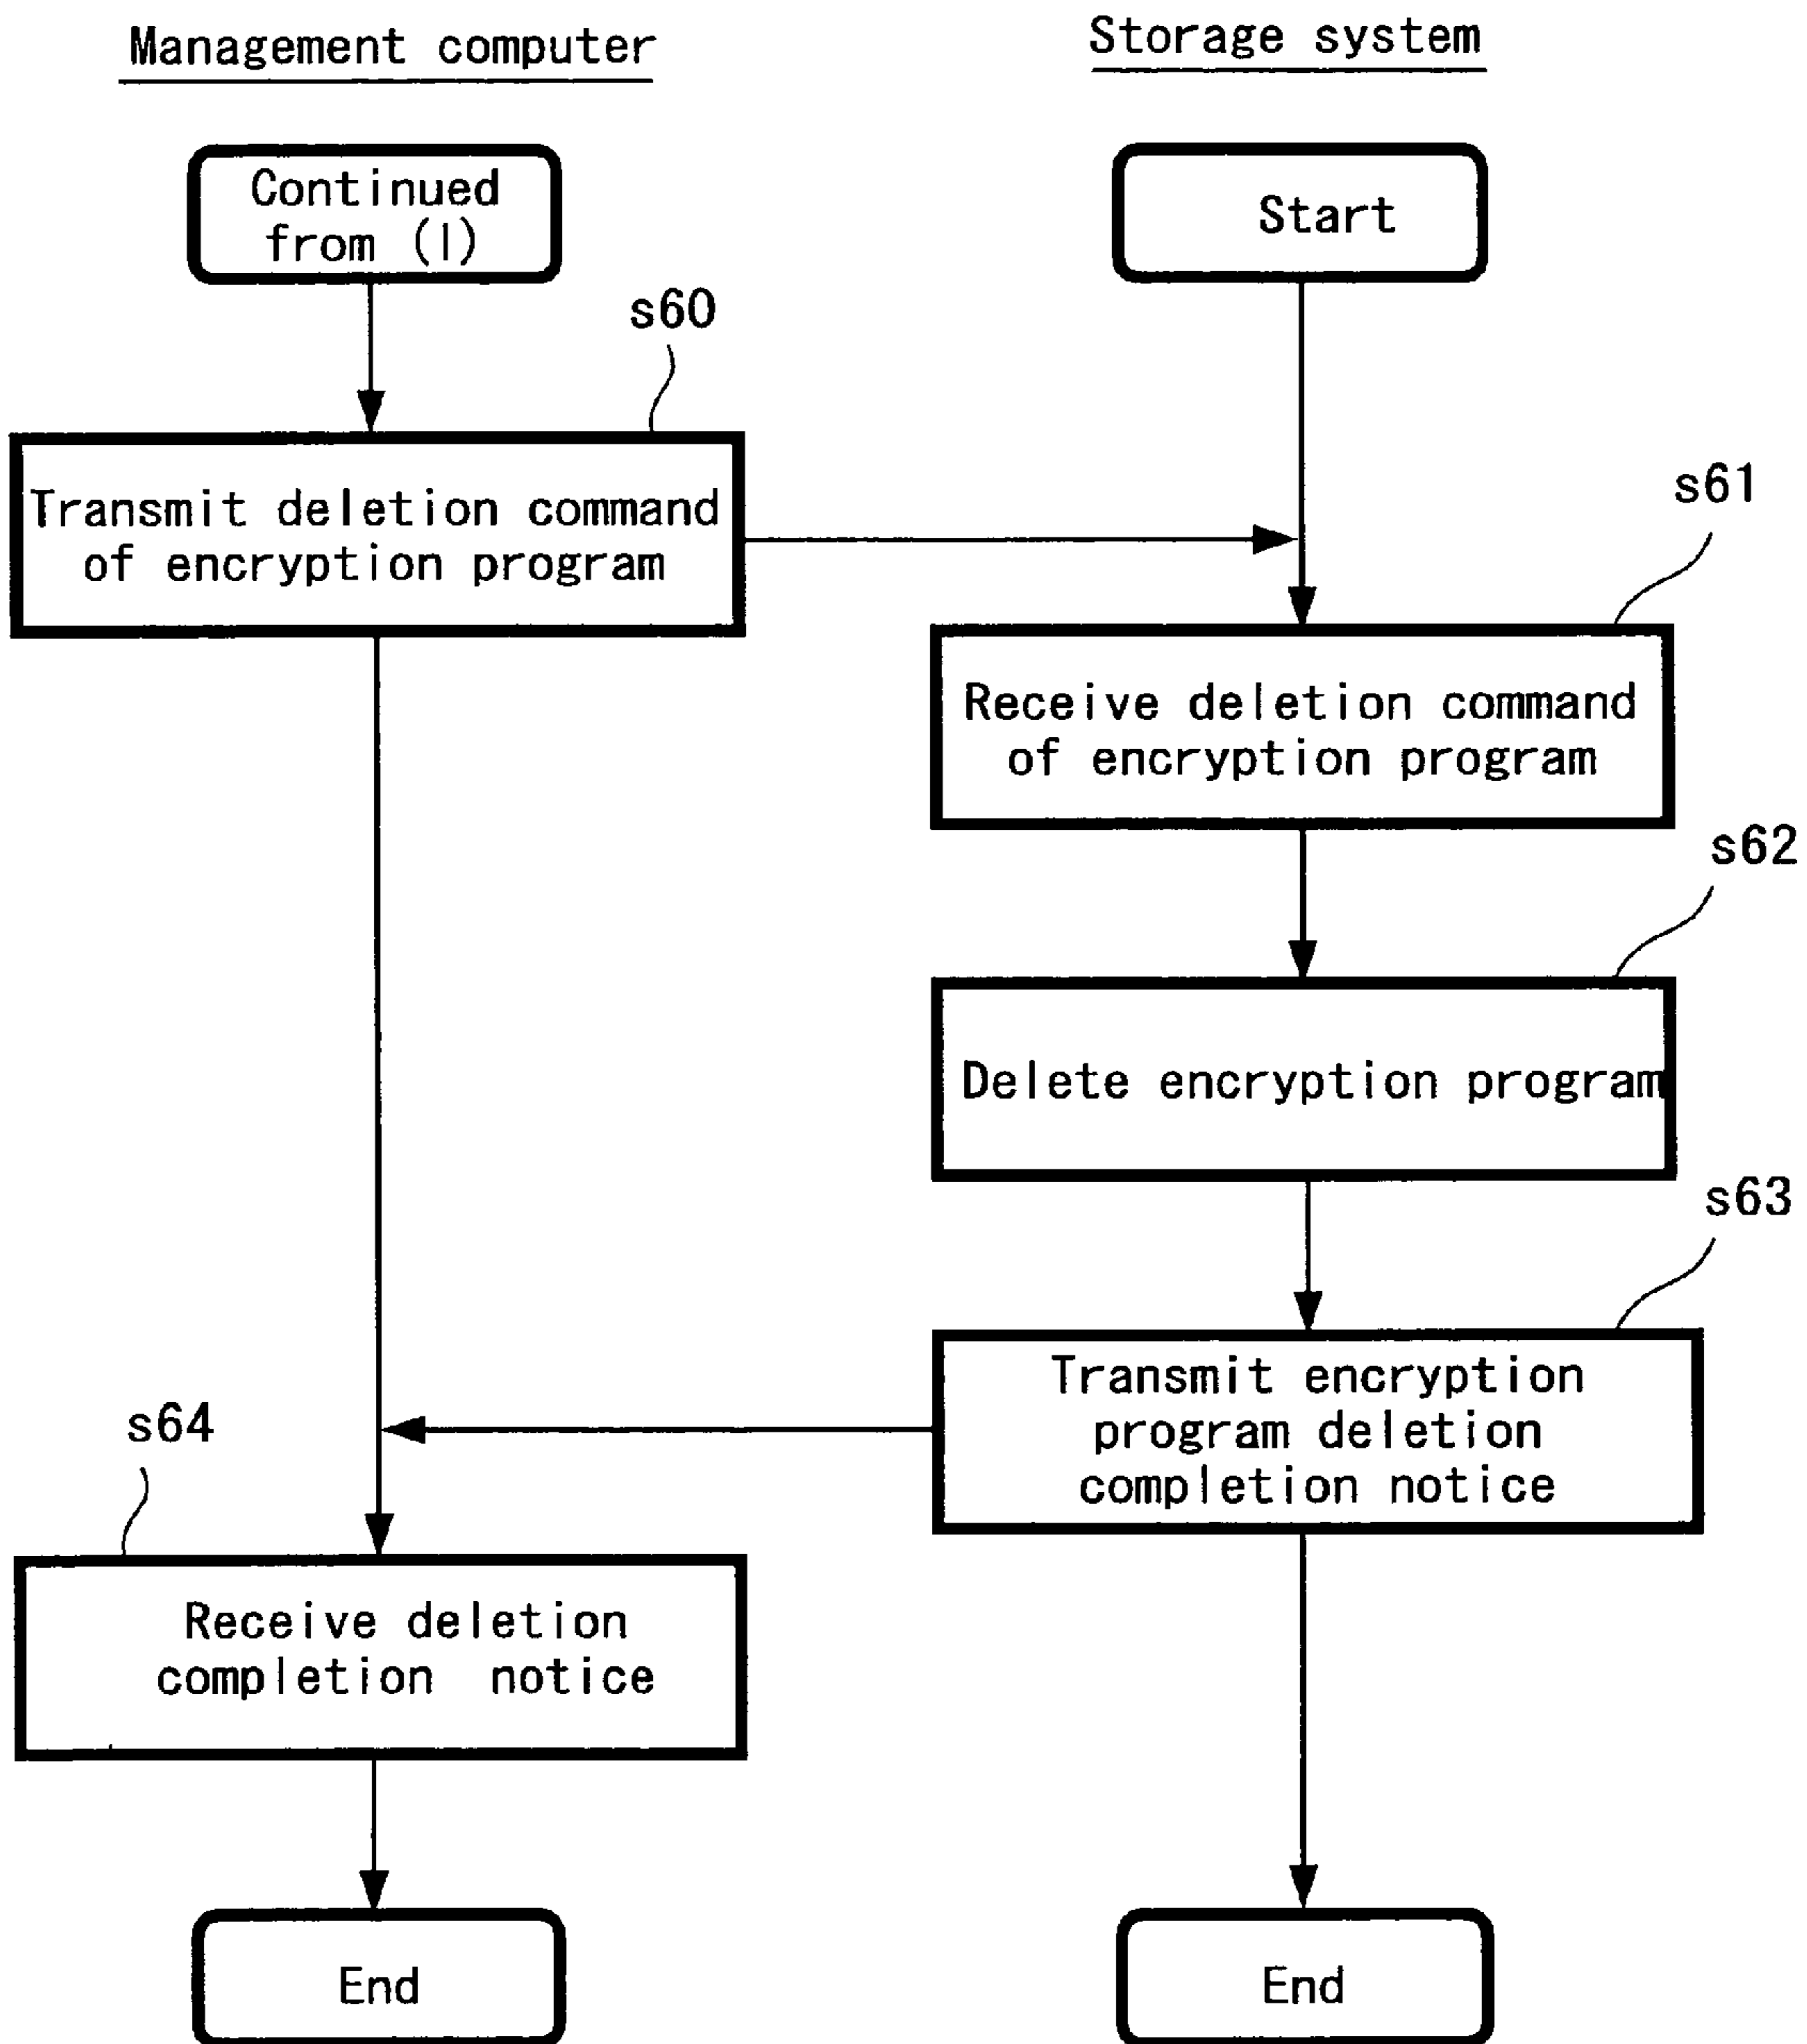 Management computer
Storage system
Continued
from (I)
Start
s60
Transmit deletion command
of encryption program
s61
Receive deletion command
of encryption program
s62
Delete encryption program
s63
Transmit encryption
program deletion
completion notice
s64
Receive deletion
completion notice
End
End